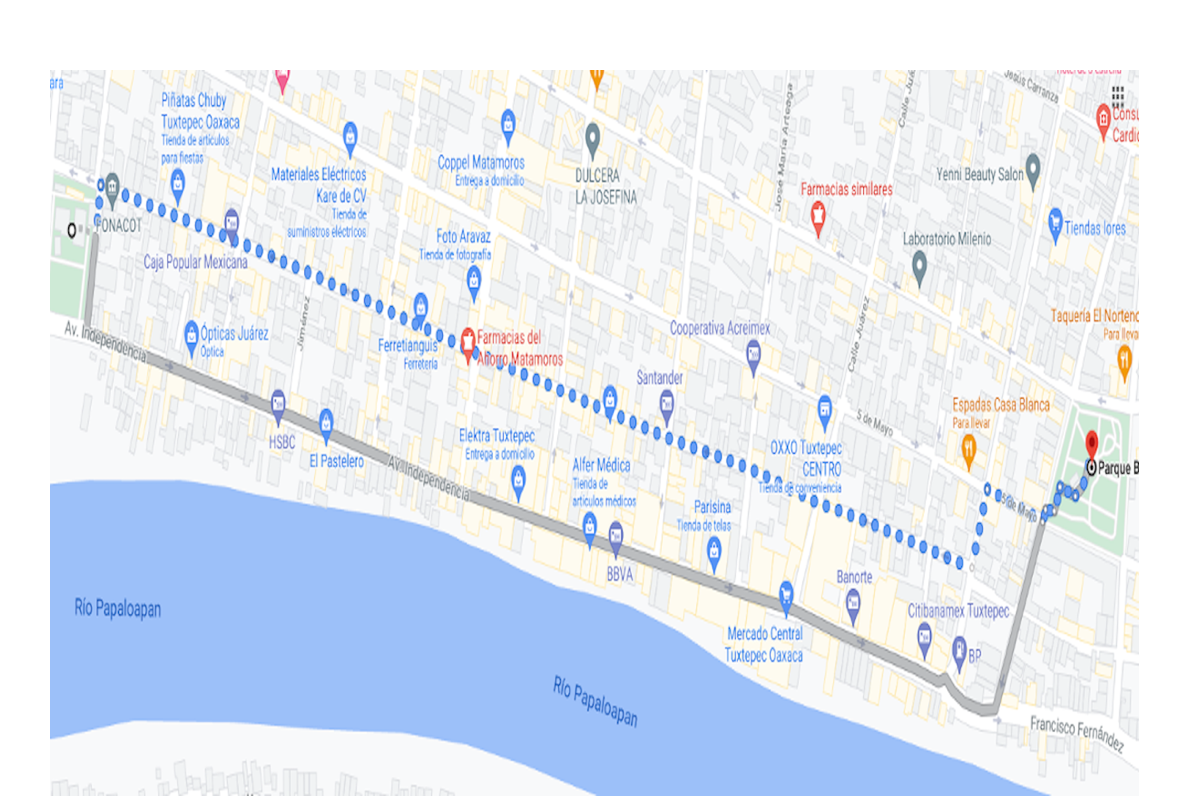 ara
Piñatas Chuby
Tuxtepec Oaxaca
Tienda de artículos
para fiestas
FONACOT
Caja Popular Mexicana
Materiales Eléctricos
Kare de CV
Tienda de
suministros eléctricos
Coppel Matamoros
Entrega a domicilio
DULCERA
LA JOSEFINA
José María Arteaga
Jesús Carranza
Consu
Cardio
Yenni Beauty Salon
Farmacias similares
Tiendas lores
Laboratorio Milenio
Foto Aravaz
Tienda de fotografía
Av. Independencia
Ópticas Juárez
Óptica
Jiménez
Ferretianguis
Ferretería
Farmacias del
Ahorro Matamoros
Cooperativa Acreimex
Calle Juárez
Taquería El Norteño
Para llevar
Santander
5 de Mayo
Espadas Casa Blanca
Para llevar
HSBC
El Pastelero
Av. Independencia
Elektra Tuxtepec
Entrega a domicilio
Alfer Médica
Tienda de
artículos médicos
OXXO Tuxtepec
CENTRO
Tienda de conveniencia
Parque B
5 de Mayo
Parisina
Tienda de telas
BBVA
Banorte
Citibanamex Tuxtepec
BP
Mercado Central
Tuxtepec Oaxaca
Río Papaloapan
Río Papaloapan
Francisco Fernández